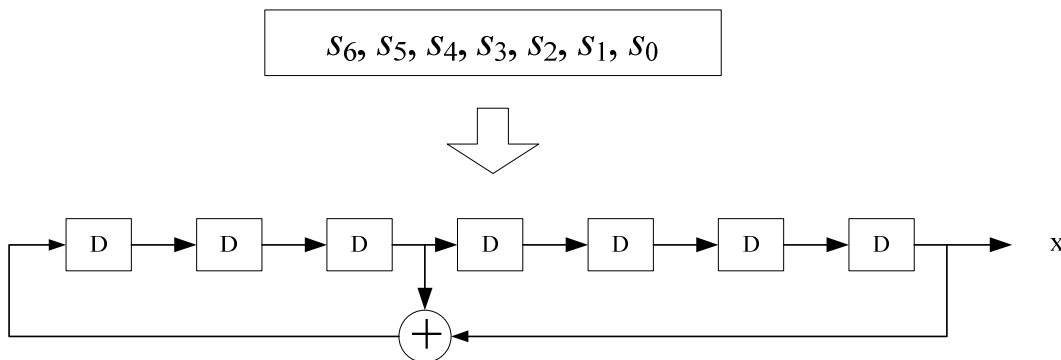 s₆, s₅, s₄, s₃, s₂, s₁, s₀
D D D D D D D x
+